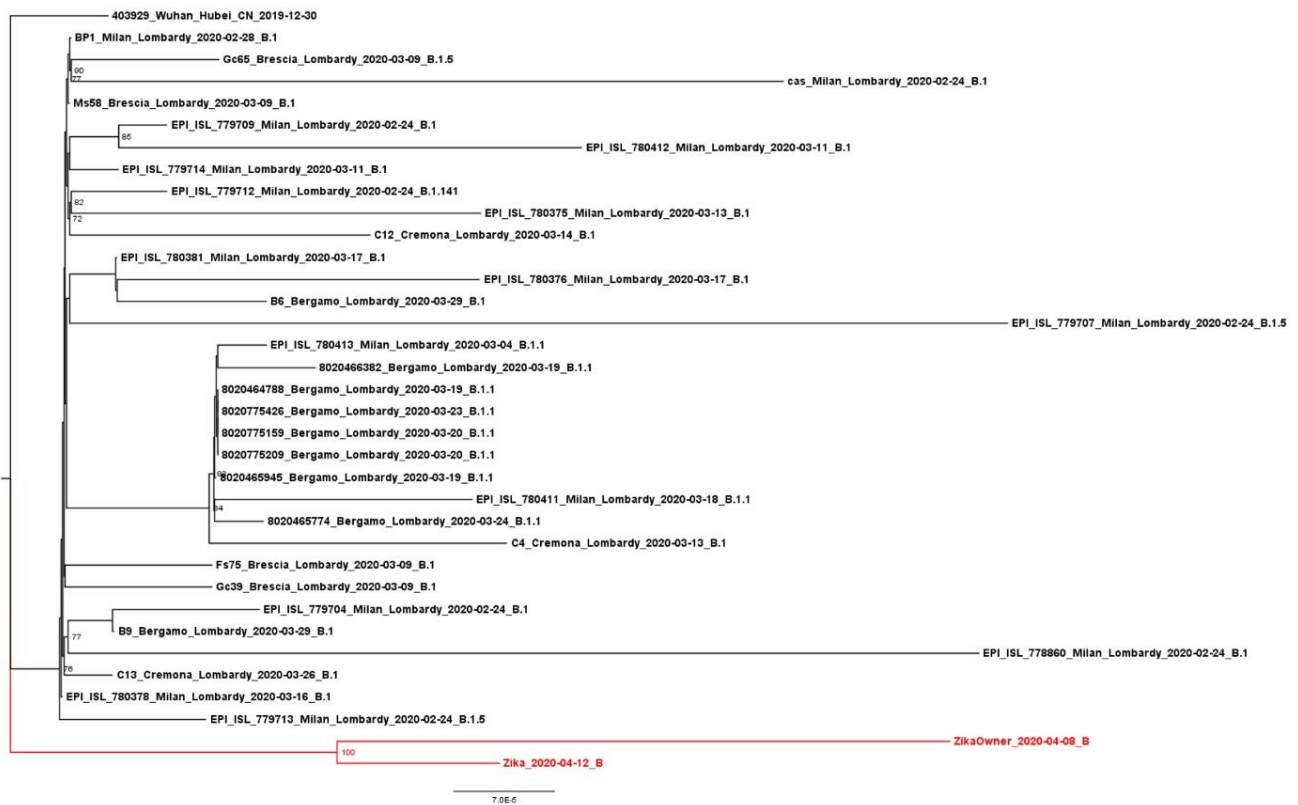 403929_Wuhan_Hubei_CN_2019-12-30
BP1_Milan_Lombardy_2020-02-28_B.1
Gc65_Brescia_Lombardy_2020-03-09_B.1.5
96
77
cas_Milan_Lombardy_2020-02-24_B.1
Ms58_Brescia_Lombardy_2020-03-09_B.1
EPI_ISL_779709_Milan_Lombardy_2020-02-24_B.1
85
EPI_ISL_780412_Milan_Lombardy_2020-03-11_B.1
EPI_ISL_779714_Milan_Lombardy_2020-03-11_B.1
EPI_ISL_779712_Milan_Lombardy_2020-02-24_B.1.141
82
EPI_ISL_780375_Milan_Lombardy_2020-03-13_B.1
72
C12_Cremona_Lombardy_2020-03-14_B.1
EPI_ISL_780381_Milan_Lombardy_2020-03-17_B.1
EPI_ISL_780376_Milan_Lombardy_2020-03-17_B.1
B6_Bergamo_Lombardy_2020-03-29_B.1
EPI_ISL_779707_Milan_Lombardy_2020-02-24_B.1.5
EPI_ISL_780413_Milan_Lombardy_2020-03-04_B.1.1
8020466382_Bergamo_Lombardy_2020-03-19_B.1.1
8020464788_Bergamo_Lombardy_2020-03-19_B.1.1
8020775426_Bergamo_Lombardy_2020-03-23_B.1.1
8020775159_Bergamo_Lombardy_2020-03-20_B.1.1
8020775209_Bergamo_Lombardy_2020-03-20_B.1.1
8020465945_Bergamo_Lombardy_2020-03-19_B.1.1
EPI_ISL_780411_Milan_Lombardy_2020-03-18_B.1.1
84
8020465774_Bergamo_Lombardy_2020-03-24_B.1.1
C4_Cremona_Lombardy_2020-03-13_B.1
Fs75_Brescia_Lombardy_2020-03-09_B.1
Gc39_Brescia_Lombardy_2020-03-09_B.1
EPI_ISL_779704_Milan_Lombardy_2020-02-24_B.1
B9_Bergamo_Lombardy_2020-03-29_B.1
77
EPI_ISL_778860_Milan_Lombardy_2020-02-24_B.1
76
C13_Cremona_Lombardy_2020-03-26_B.1
EPI_ISL_780378_Milan_Lombardy_2020-03-16_B.1
EPI_ISL_779713_Milan_Lombardy_2020-02-24_B.1.5
ZikaOwner_2020-04-08_B
100
Zika_2020-04-12_B